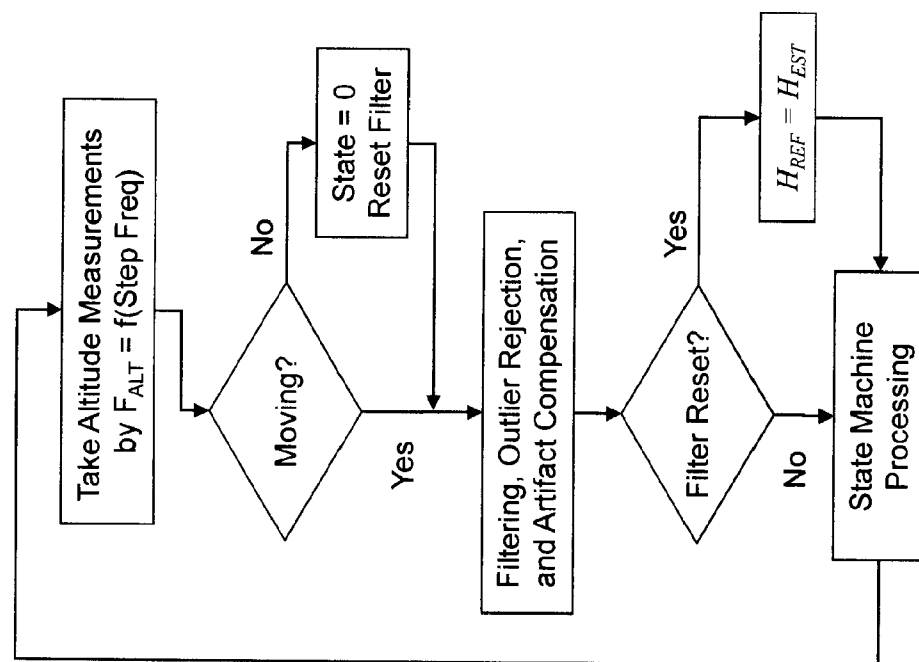 Take Altitude Measurements
by F_ALT = f(Step Freq)
Moving?
No
State = 0
Reset Filter
Yes
Filtering, Outlier Rejection,
and Artifact Compensation
Filter Reset?
Yes
H_REF = H_EST
No
State Machine
Processing